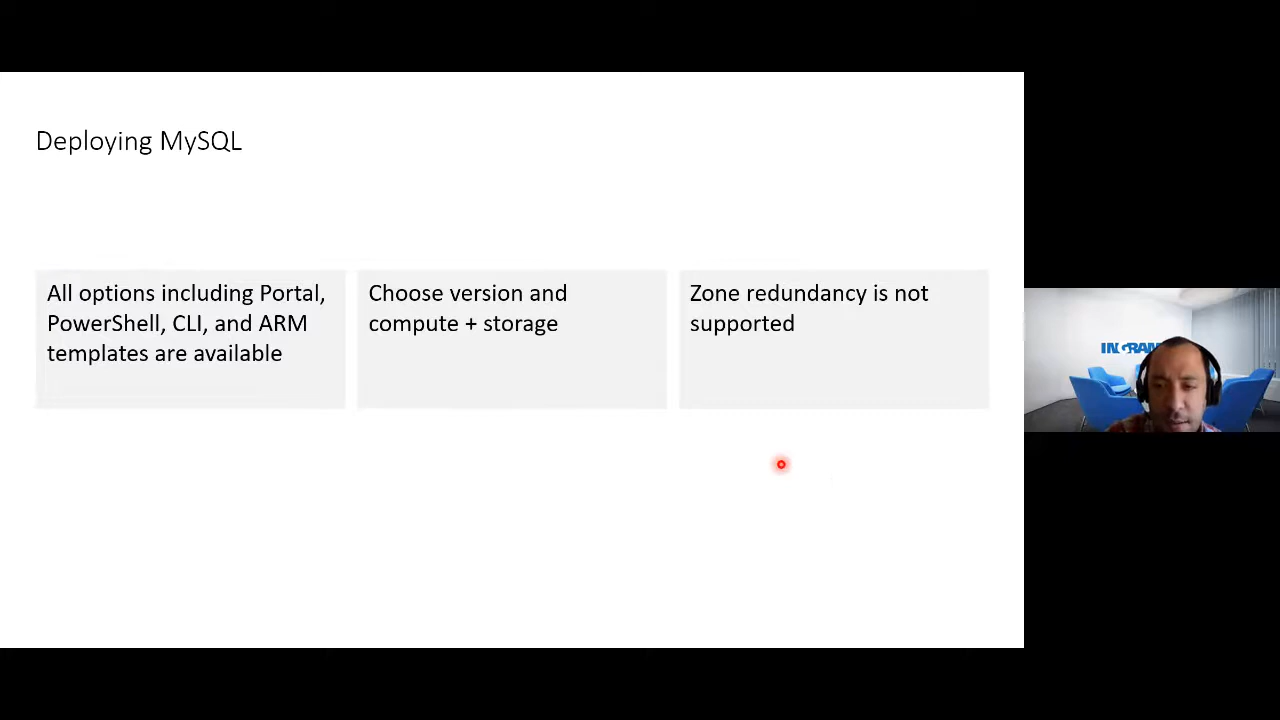 Deploying MySQL
All options including Portal,
PowerShell, CLI, and ARM
templates are available
Choose version and
compute + storage
Zone redundancy is not
supported